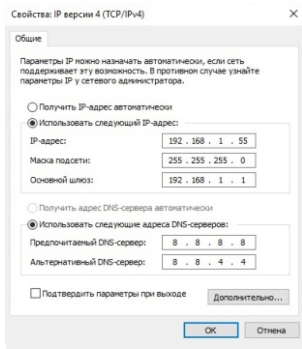 Свойства: IP версии 4 (TCP/IPv4)
Общие
Параметры IP можно назначать автоматически, если сеть
поддерживает эту возможность. В противном случае узнайте
параметры IP у сетевого администратора.
Получить IP-адрес автоматически
Использовать следующий IP-адрес:
IP-адрес: 192 . 168 . 1 . 55
Маска подсети: 255 . 255 . 255 . 0
Основной шлюз: 192 . 168 . 1 . 1
Получить адрес DNS-сервера автоматически
Использовать следующие адреса DNS-серверов:
Предпочитаемый DNS-сервер: 8 . 8 . 8 . 8
Альтернативный DNS-сервер: 8 . 8 . 4 . 4
Подтвердить параметры при выходе
Дополнительно...
ОК Отмена